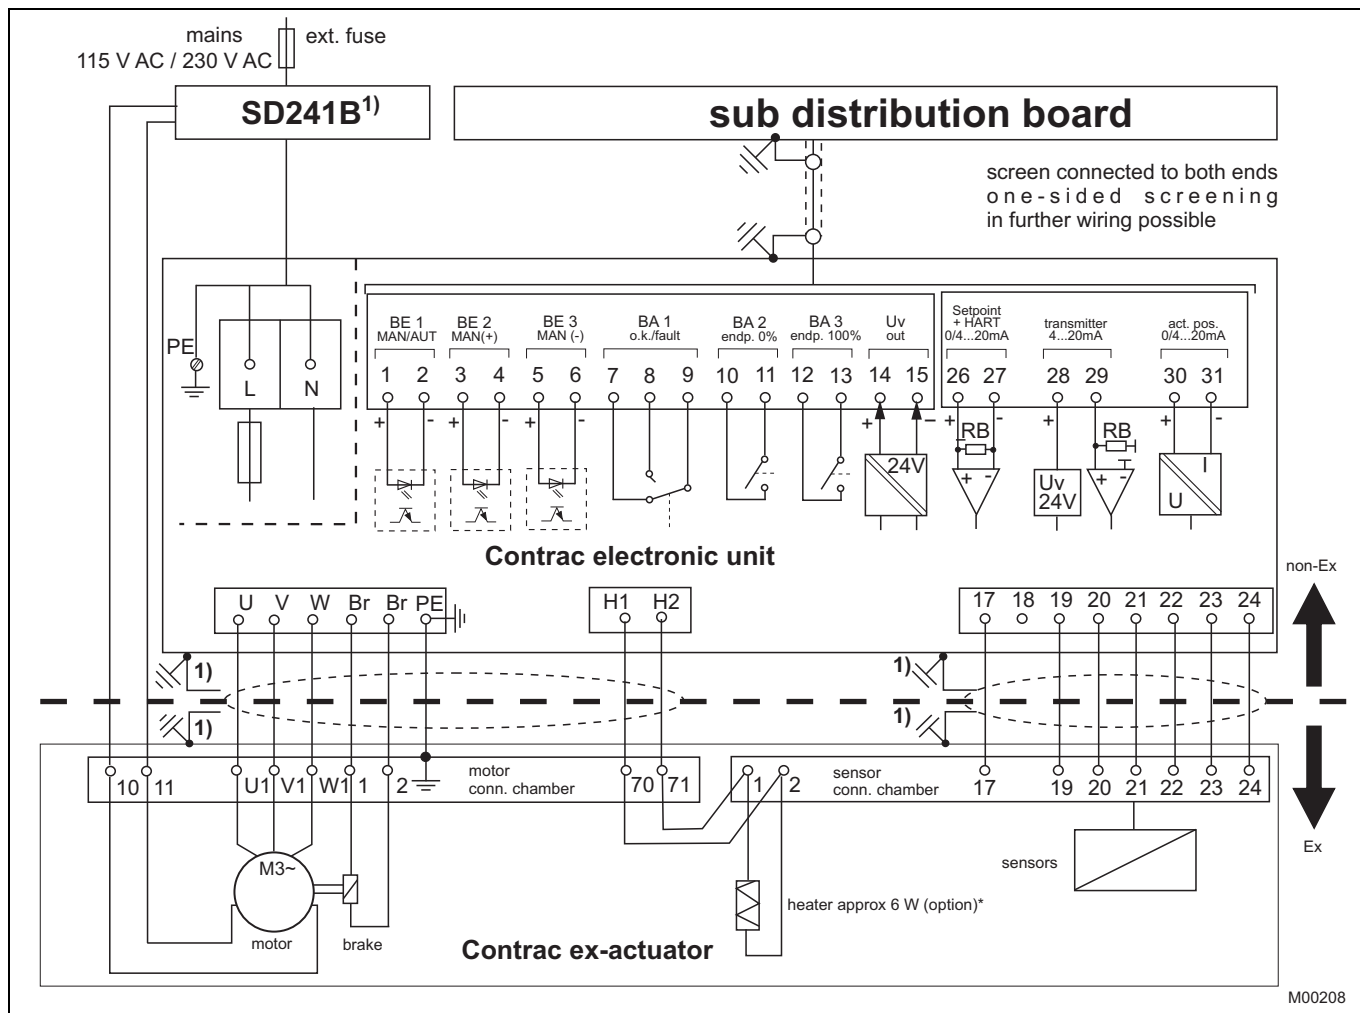 mains
115 V AC / 230 V AC
ext. fuse
SD241B1)
sub distribution board
screen connected to both ends
one-sided screening
in further wiring possible
PE
L N
BE 1
MAN/AUT
BE 2
MAN(+)
BE 3
MAN (-)
BA 1
o.k./fault
BA 2
endp. 0%
BA 3
endp. 100%
Uv
out
Setpoint
+ HART
0/4...20mA
transmitter
4...20mA
act. pos.
0/4...20mA
1 2 3 4 5 6 7 8 9 10 11 12 13 14 15 26 27 28 29 30 31
+ - + - + - + - + - + + -
RB RB
24V
+ -
Uv
24V
+ -
I
U
Contrac electronic unit
non-Ex
U V W Br Br PE
H1 H2
17 18 19 20 21 22 23 24
1) 1)
1) 1)
10 11 U1 V1 W1 1 2
motor
conn. chamber
70 71
1 2
sensor
conn. chamber
17 19 20 21 22 23 24
Ex
M3~
motor
brake
heater approx 6 W (option)*
sensors
Contrac ex-actuator
M00208